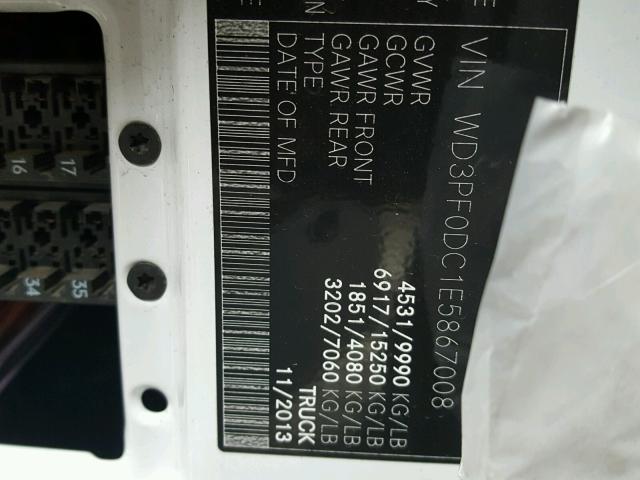 VIN WD3PF0DC1E5867008
GVWR 4531/9990 KG/LB
GCWR 6917/15250 KG/LB
GAWR FRONT 1851/4080 KG/LB
GAWR REAR 3202/7060 KG/LB
TYPE TRUCK
DATE OF MFD 11/2013
16 17
34 35